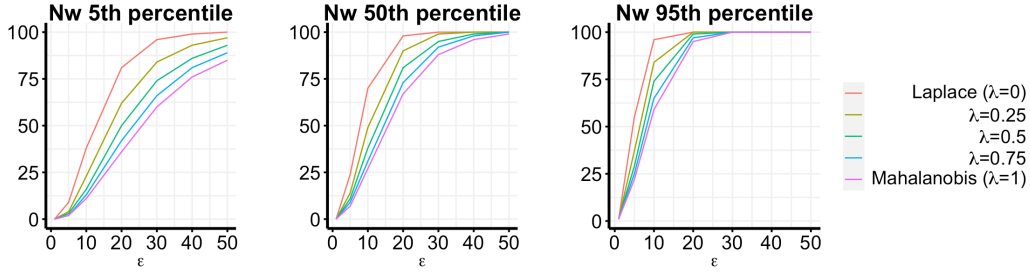 Nw 5th percentile
100
75
50
25
0
0 10 20 30 40 50
ε
Nw 50th percentile
100
75
50
25
0
0 10 20 30 40 50
ε
Nw 95th percentile
100
75
50
25
0
0 10 20 30 40 50
ε
Laplace (λ=0)
λ=0.25
λ=0.5
λ=0.75
Mahalanobis (λ=1)